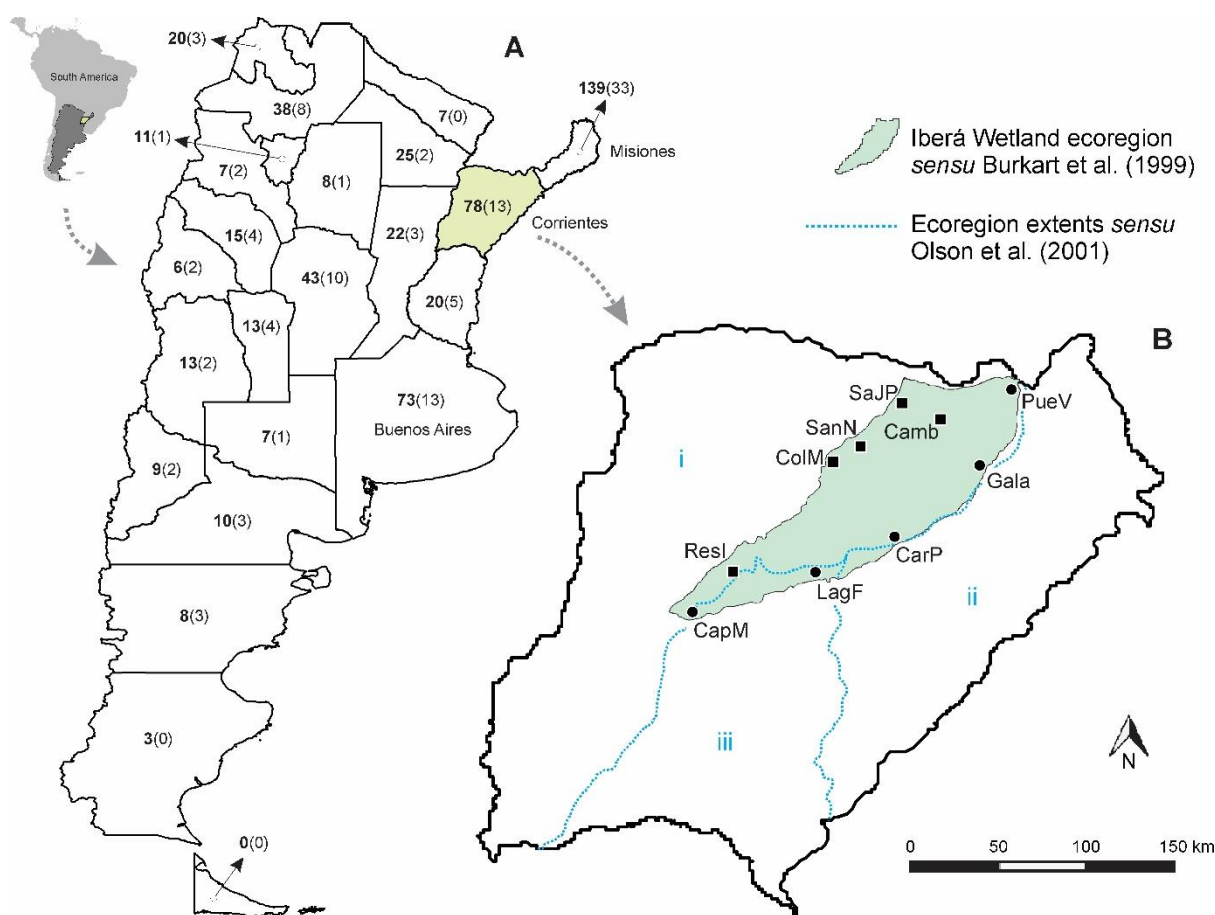 South America
A
20(3)
38(8)
7(0)
139(33)
Misiones
11(1)
7(2)
25(2)
8(1)
78(13)
Corrientes
15(4)
22(3)
6(2)
43(10)
20(5)
13(4)
13(2)
73(13)
Buenos Aires
7(1)
9(2)
10(3)
8(3)
3(0)
0(0)
Iberá Wetland ecoregion
sensu Burkart et al. (1999)
Ecoregion extents sensu
Olson et al. (2001)
B
SaJP
PueV
Camb
SanN
ColM
Gala
i
CarP
ResI
LagF
ii
CapM
iii
N
0 50 100 150 km